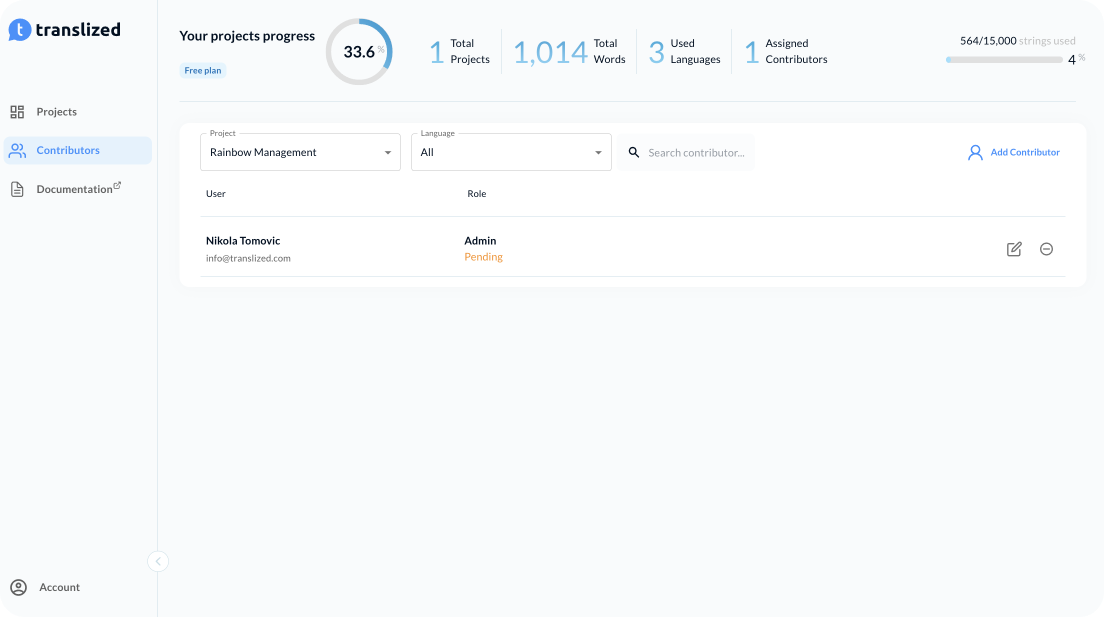 translized
Projects
Contributors
Documentation
Account
Your projects progress
Free plan
33.6 %
1 Total Projects
1,014 Total Words
3 Used Languages
1 Assigned Contributors
564/15,000 strings used
4 %
Project
Rainbow Management
Language
All
Search contributor...
Add Contributor
User Role
Nikola Tomovic Admin
info@translized.com Pending